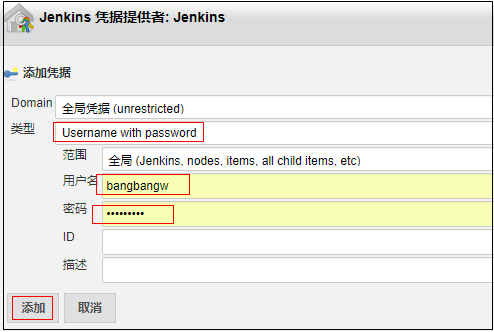 Jenkins 凭据提供者: Jenkins
添加凭据
Domain 全局凭据 (unrestricted)
类型 Username with password
范围 全局 (Jenkins, nodes, items, all child items, etc)
用户名 bangbangw
密码 •••••••••
ID
描述
添加 取消